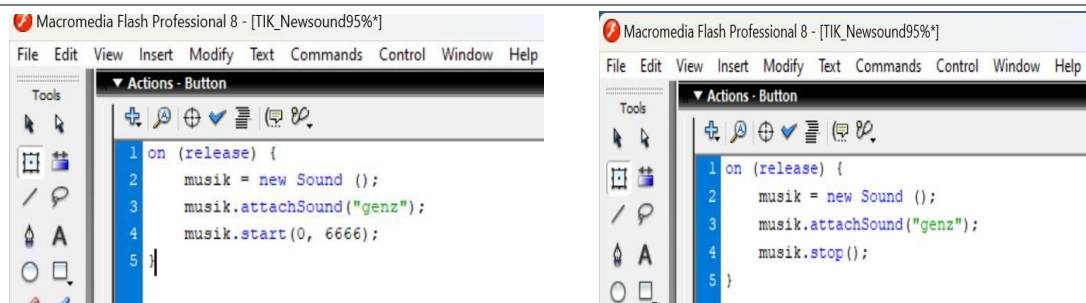 Macromedia Flash Professional 8 - [TIK_Newsound95%*]
File Edit View Insert Modify Text Commands Control Window Help
Tools
▼ Actions - Button
1 on (release) {
2 musik = new Sound ();
3 musik.attachSound("genz");
4 musik.start(0, 6666);
5 }
Macromedia Flash Professional 8 - [TIK_Newsound95%*]
File Edit View Insert Modify Text Commands Control Window Help
Tools
▼ Actions - Button
1 on (release) {
2 musik = new Sound ();
3 musik.attachSound("genz");
4 musik.stop();
5 }